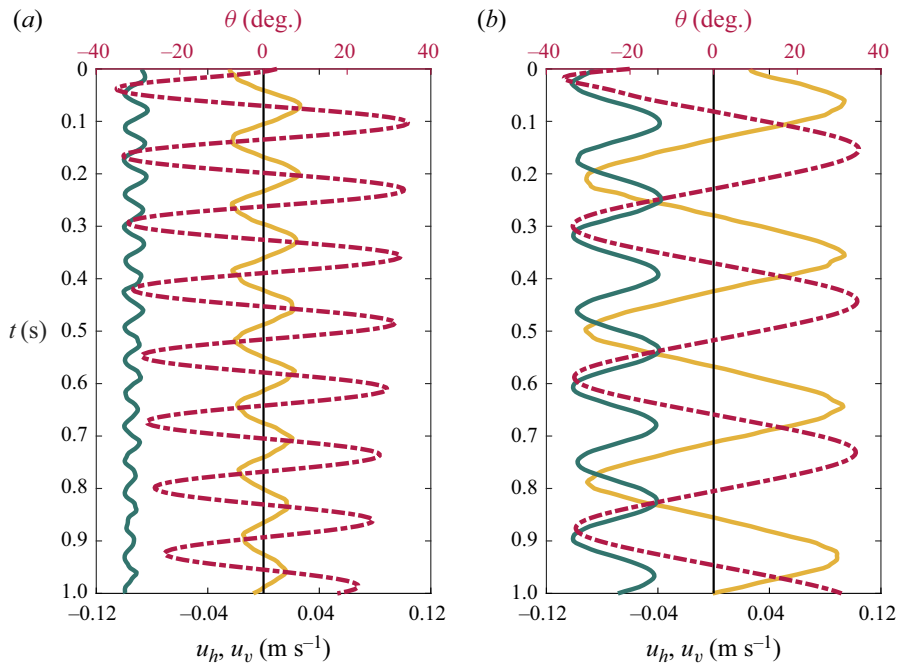 (a) θ (deg.) (b) θ (deg.)
–40 –20 0 20 40 –40 –20 0 20 40
0 0
0.1 0.1
0.2 0.2
0.3 0.3
0.4 0.4
t (s) 0.5 0.5
0.6 0.6
0.7 0.7
0.8 0.8
0.9 0.9
1.0 1.0
–0.12 –0.04 0.04 0.12 –0.12 –0.04 0.04 0.12
u_h, u_v (m s⁻¹) u_h, u_v (m s⁻¹)